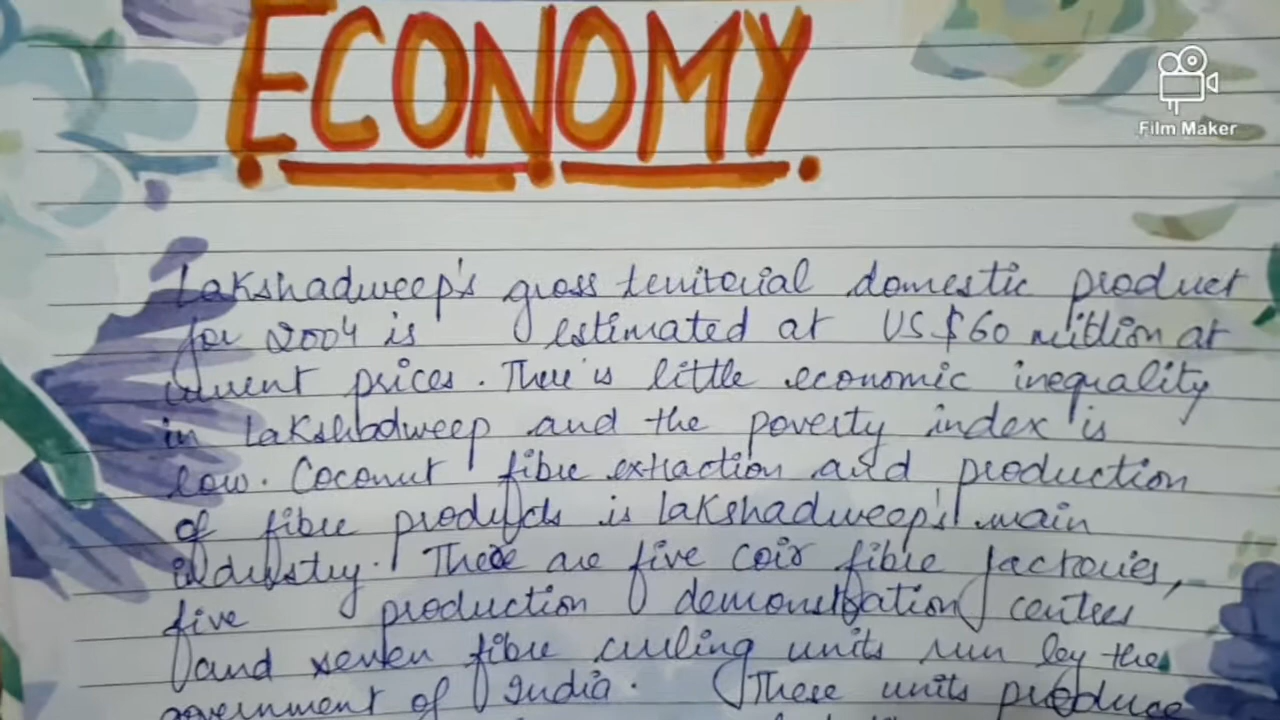 ECONOMY
Film Maker
Lakshadweep's gross territorial domestic product
for 2004 is estimated at US $60 million at
current prices. There is little economic inequality
in Lakshbdweep and the poverty index is
low. Coconut fibre extraction and production
of fibre products is Lakshadweep's main
industry. There are five coir fibre factories,
five production demonstration centres
and seven fibre curling units run by the
government of India. These units produce